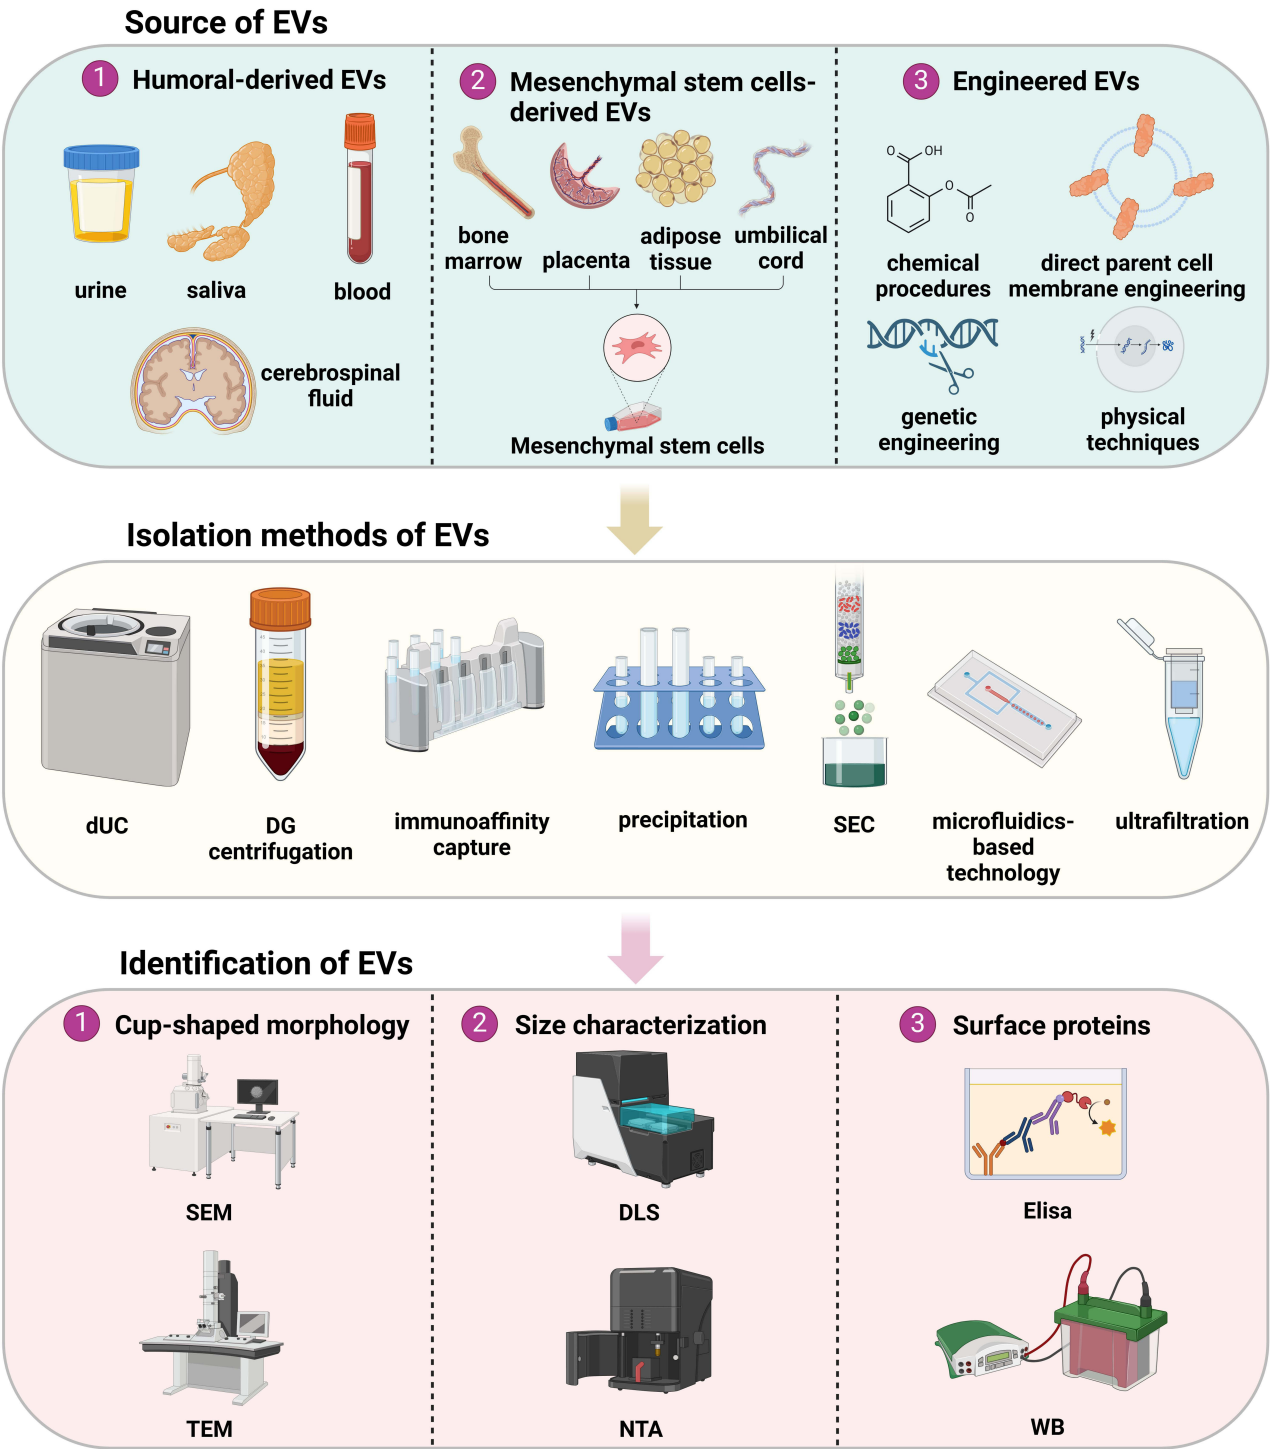 Source of EVs
1 Humoral-derived EVs
urine
saliva
blood
cerebrospinal
fluid
2 Mesenchymal stem cells-
derived EVs
bone
marrow
placenta
adipose
tissue
umbilical
cord
Mesenchymal stem cells
3 Engineered EVs
O
OH
O
O
chemical
procedures
direct parent cell
membrane engineering
genetic
engineering
physical
techniques
Isolation methods of EVs
dUC
DG
centrifugation
immunoaffinity
capture
precipitation
SEC
microfluidics-
based
technology
ultrafiltration
Identification of EVs
1 Cup-shaped morphology
SEM
TEM
2 Size characterization
DLS
NTA
3 Surface proteins
Elisa
WB